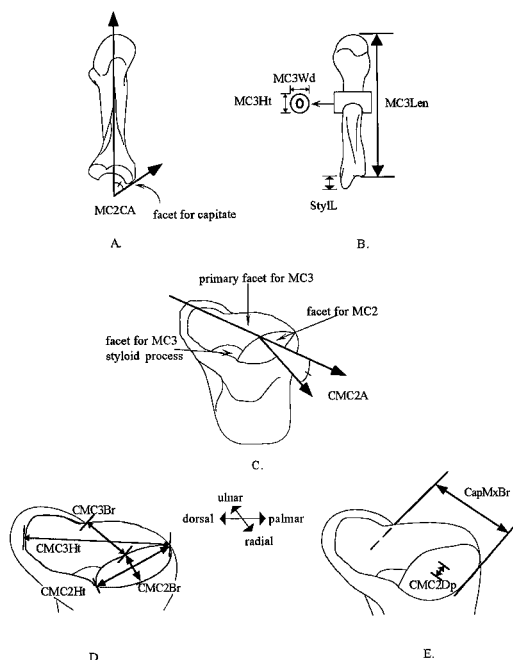 MC2CA
facet for capitate
A.
MC3Wd
MC3Ht
MC3Len
StylL
B.
primary facet for MC3
facet for MC2
facet for MC3
styloid process
CMC2A
C.
CMC3Br
CMC3Ht
CMC2Ht
CMC2Br
D.
ulnar
dorsal
palmar
radial
CapMxBr
CMC2Dp
E.